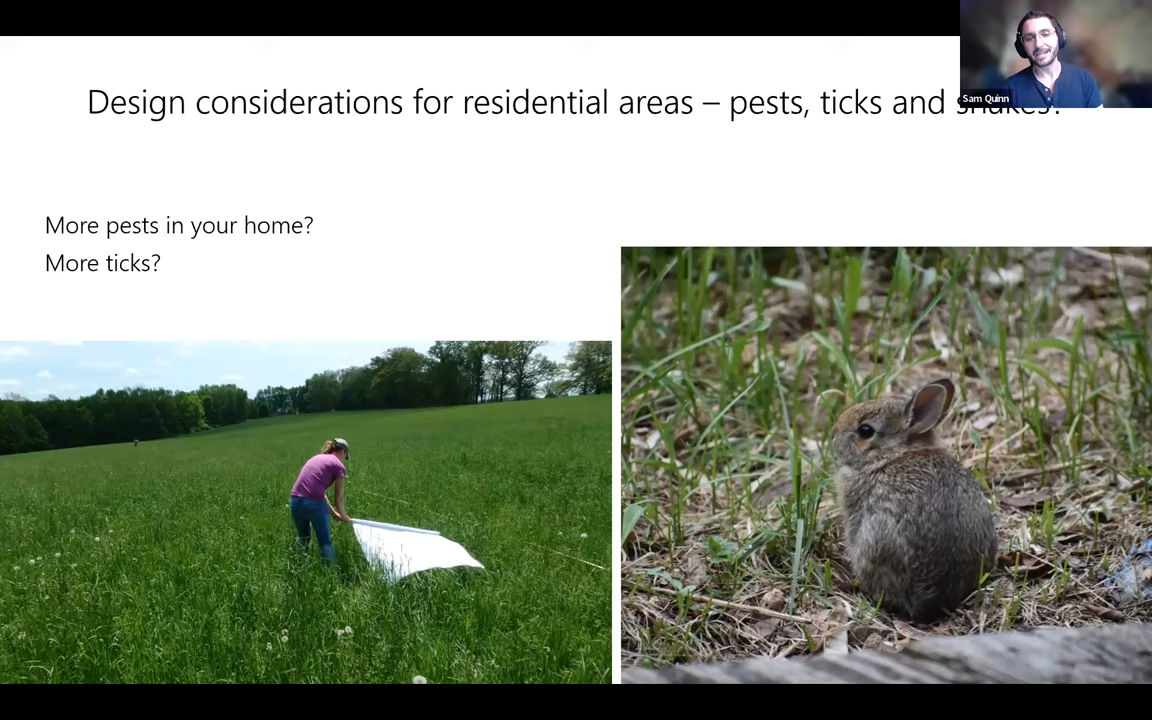 Design considerations for residential areas – pests, ticks and snakes?
Sam Quinn
More pests in your home?
More ticks?